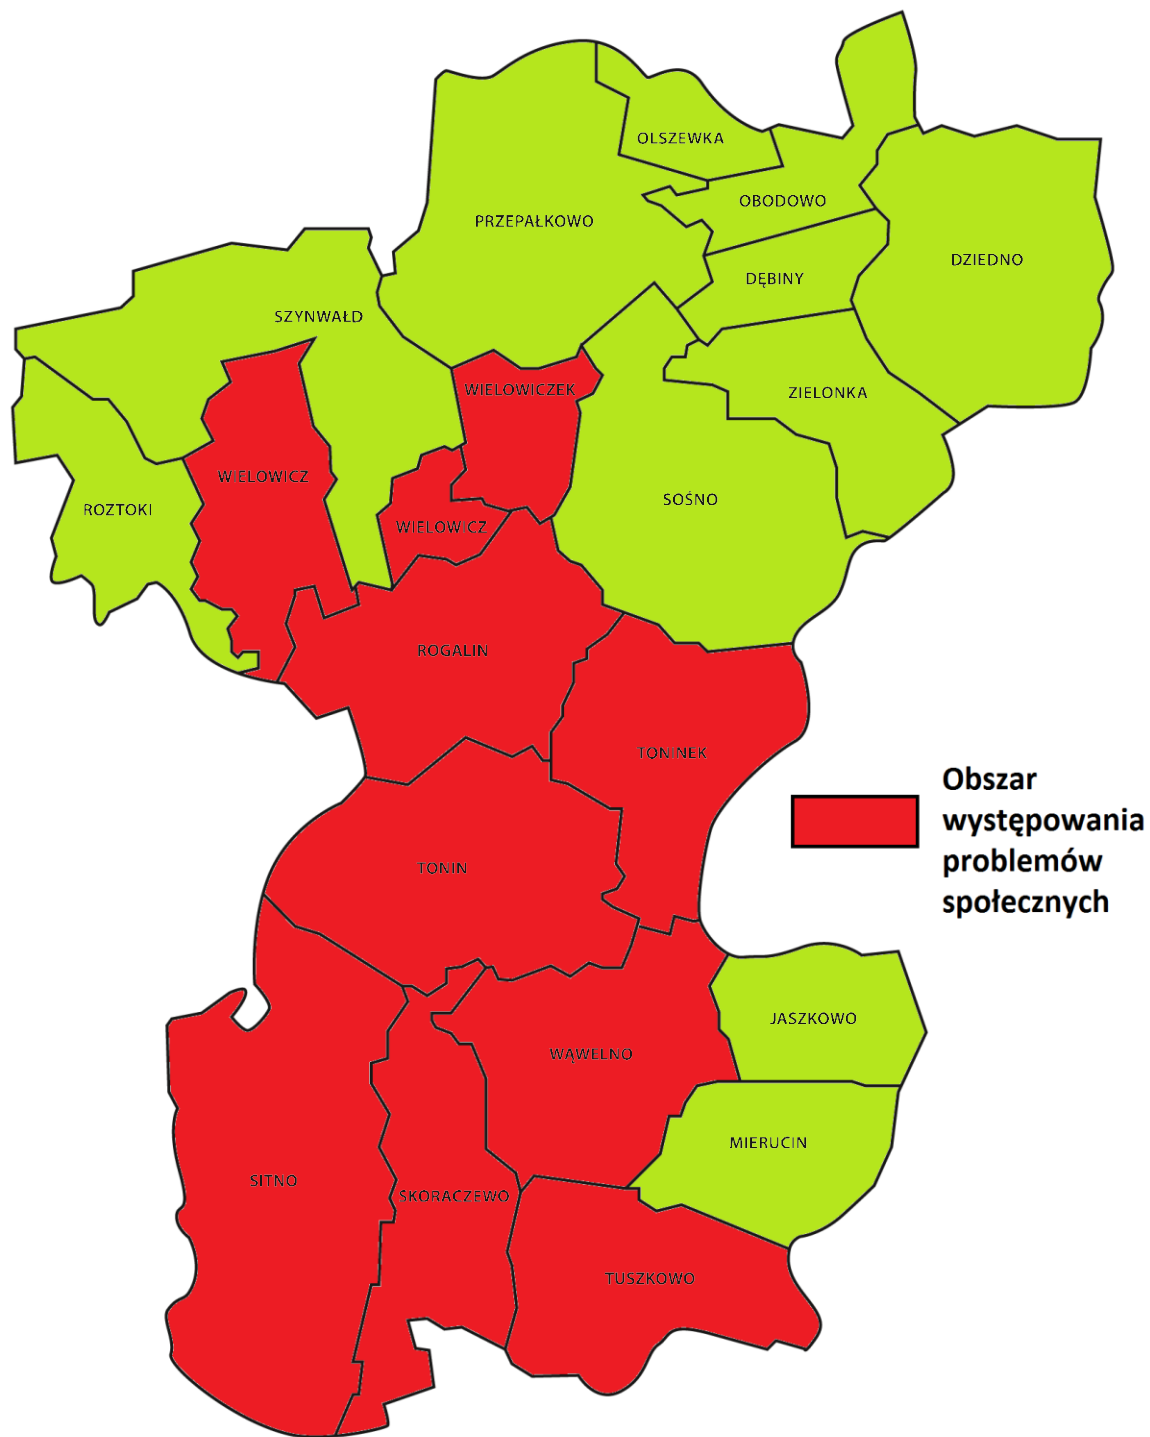 OLSZEWKA
OBODOWO
PRZEPAŁKOWO
DZIEDNO
DĘBINY
SZYNWAŁD
WIELOWICZEK
ZIELONKA
WIELOWICZ
SOŚNO
ROZTOKI
WIELOWICZ
ROGALIN
TONINEK
Obszar
występowania
problemów
społecznych
TONIN
JASZKOWO
WĄWELNO
MIERUCIN
SITNO
SKORACZEWO
TUSZKOWO